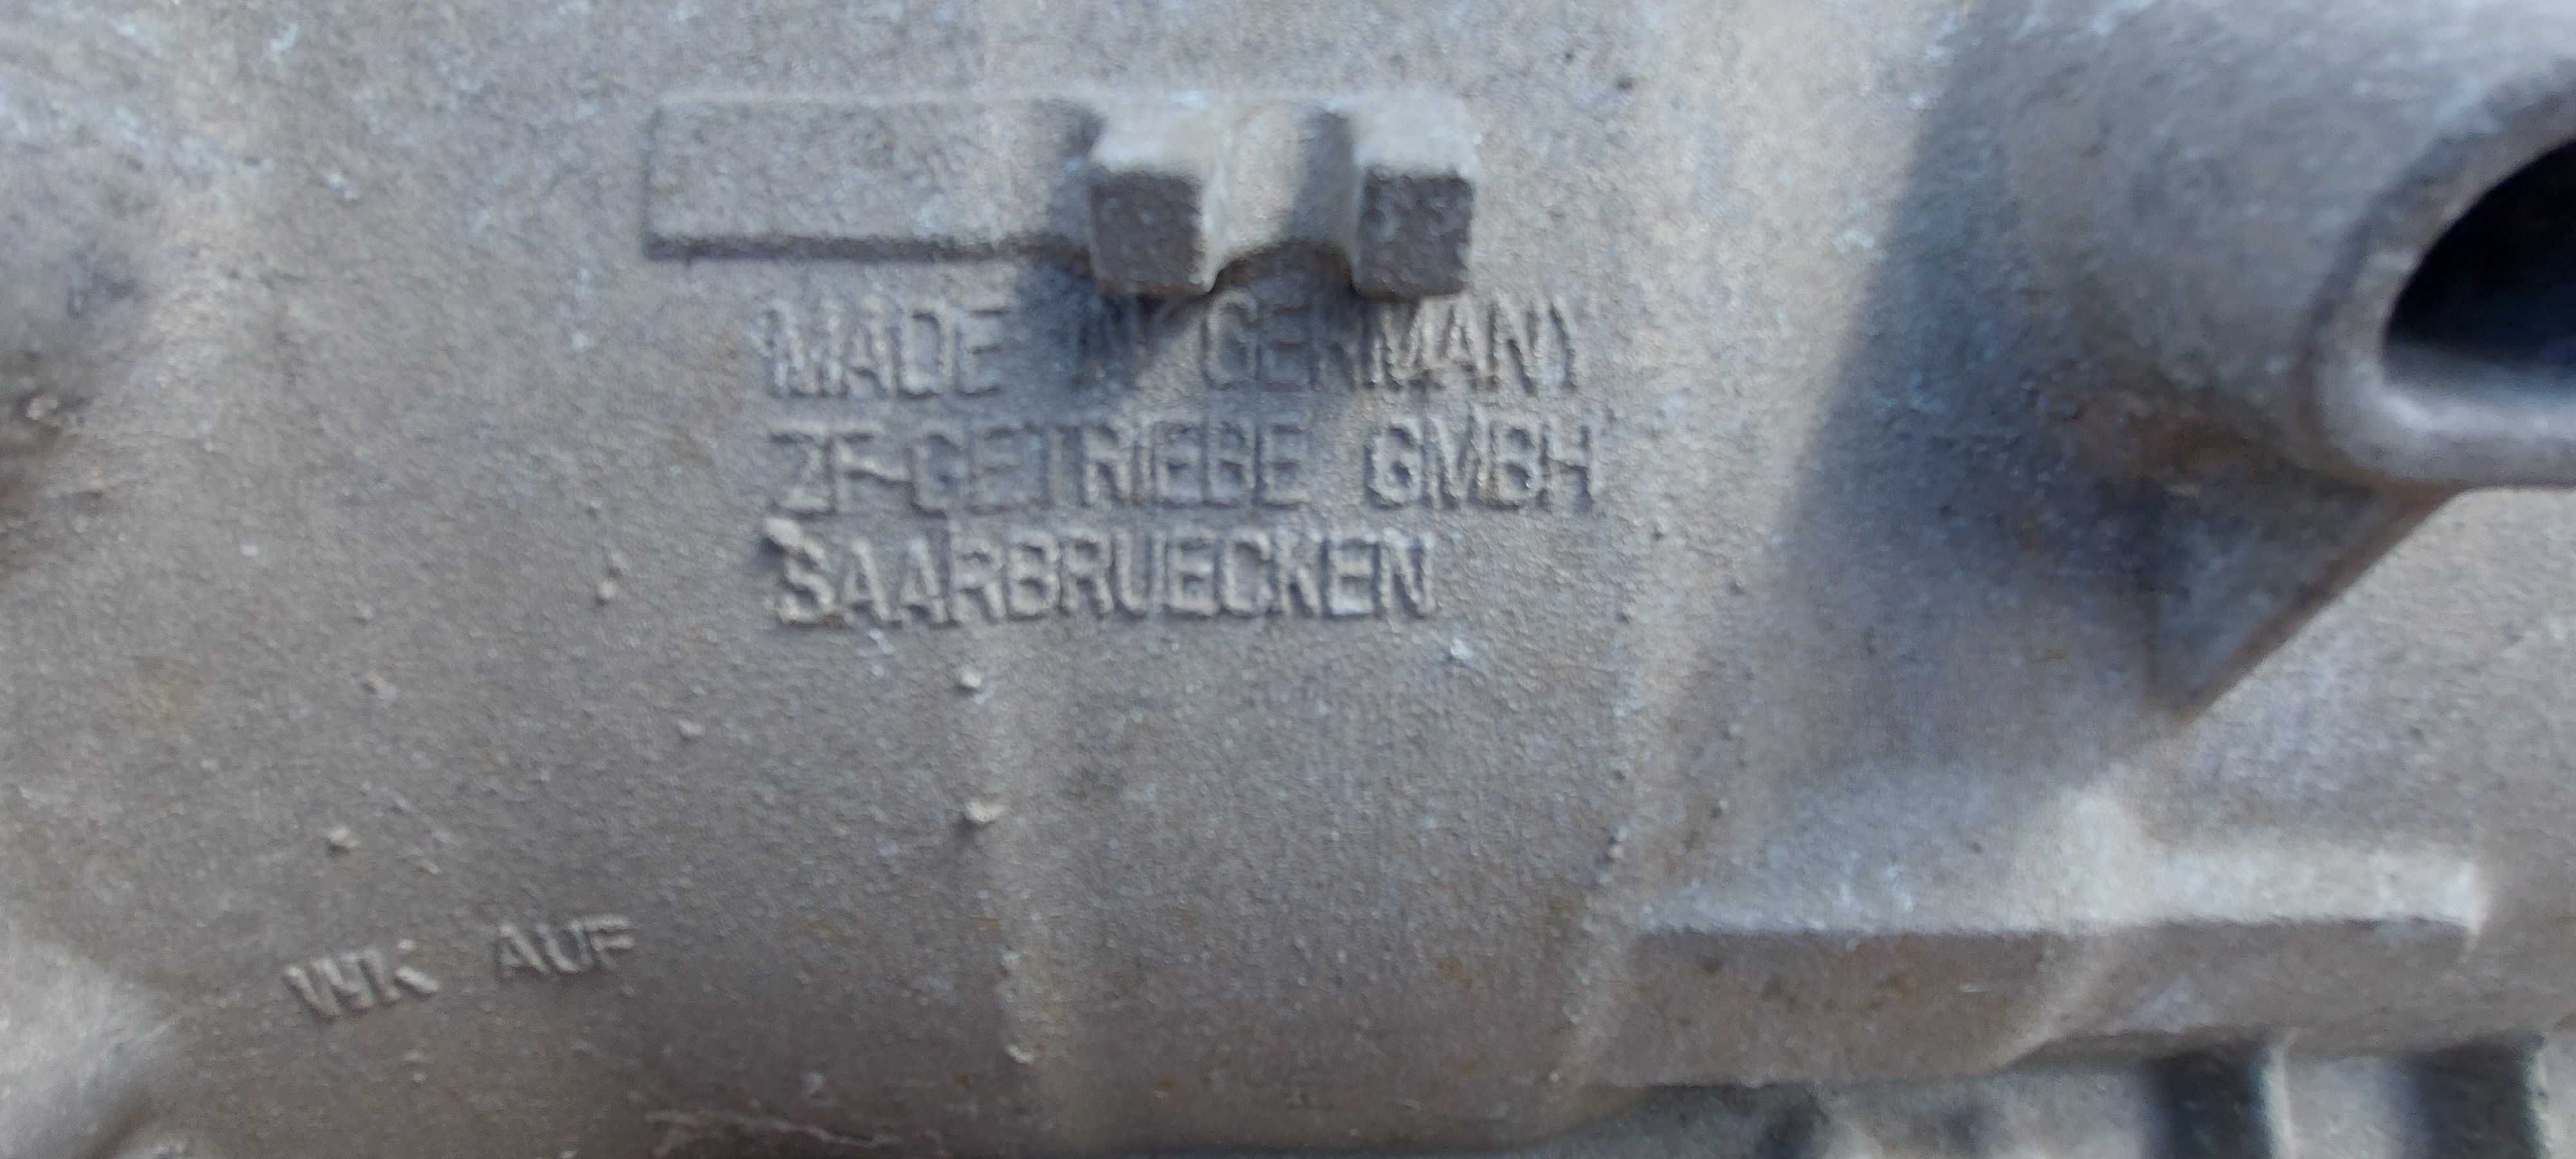 MADE IN GERMANY
ZF-GETRIEBE GMBH
SAARBRUECKEN
WK AUF